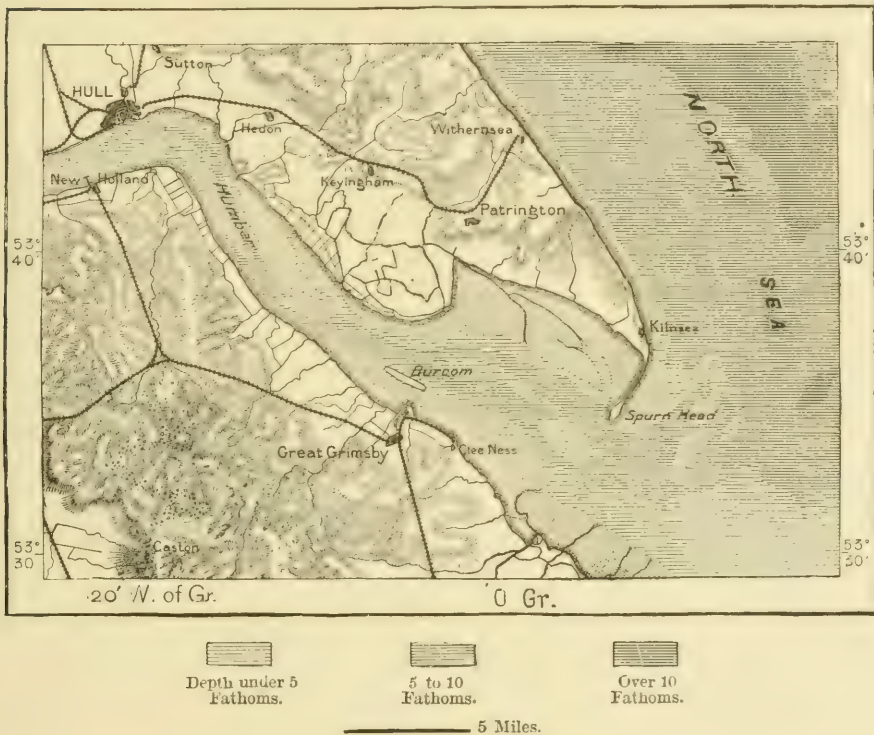 Sutton
HULL
Hedon
Withernsea
NORTH
SEA
New Holland
Keyingham
Humber
Patrington
53°
40'
53°
40'
Kilnsea
Burcom
Spurn Head
Great Grimsby
Clee Ness
Caston
53°
30'
53°
30'
20' W. of Gr.
0 Gr.
Depth under 5
Fathoms.
5 to 10
Fathoms.
Over 10
Fathoms.
5 Miles.